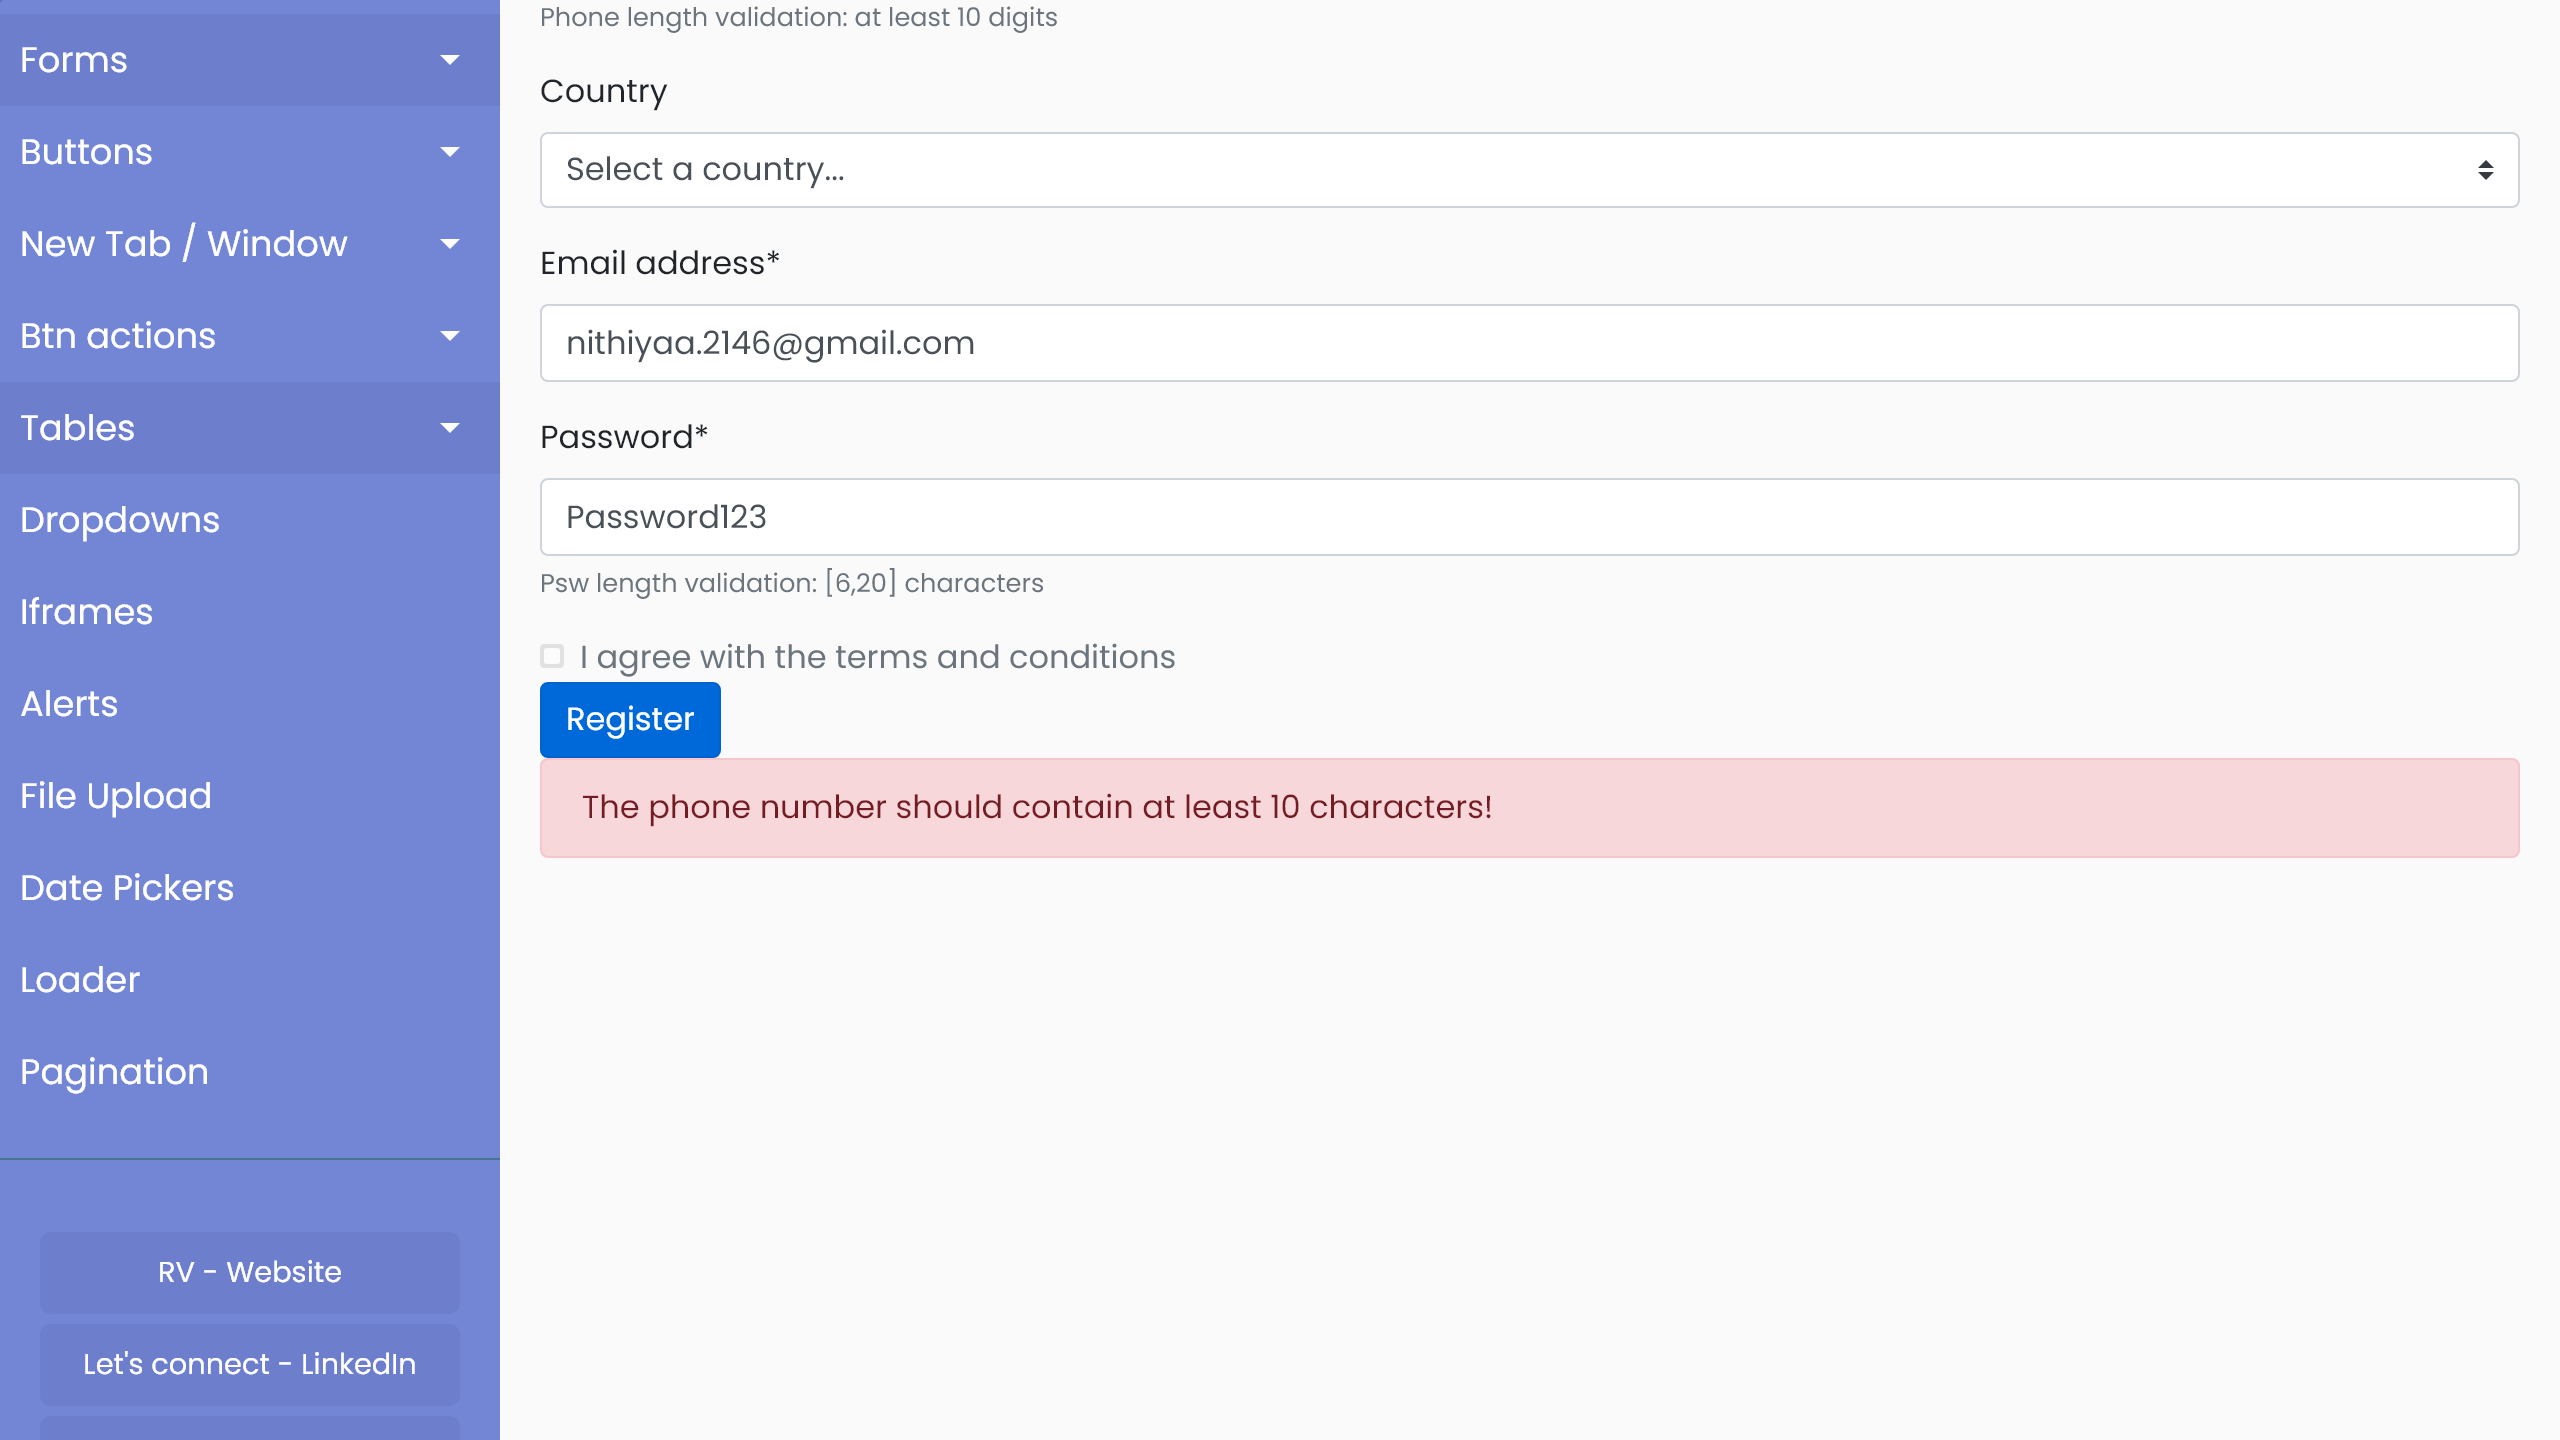 Forms
Buttons
New Tab / Window
Btn actions
Tables
Dropdowns
Iframes
Alerts
File Upload
Date Pickers
Loader
Pagination
RV - Website
Let's connect - LinkedIn
Phone length validation: at least 10 digits
Country
Select a country...
Email address*
nithiyaa.2146@gmail.com
Password*
Password123
Psw length validation: [6,20] characters
I agree with the terms and conditions
Register
The phone number should contain at least 10 characters!